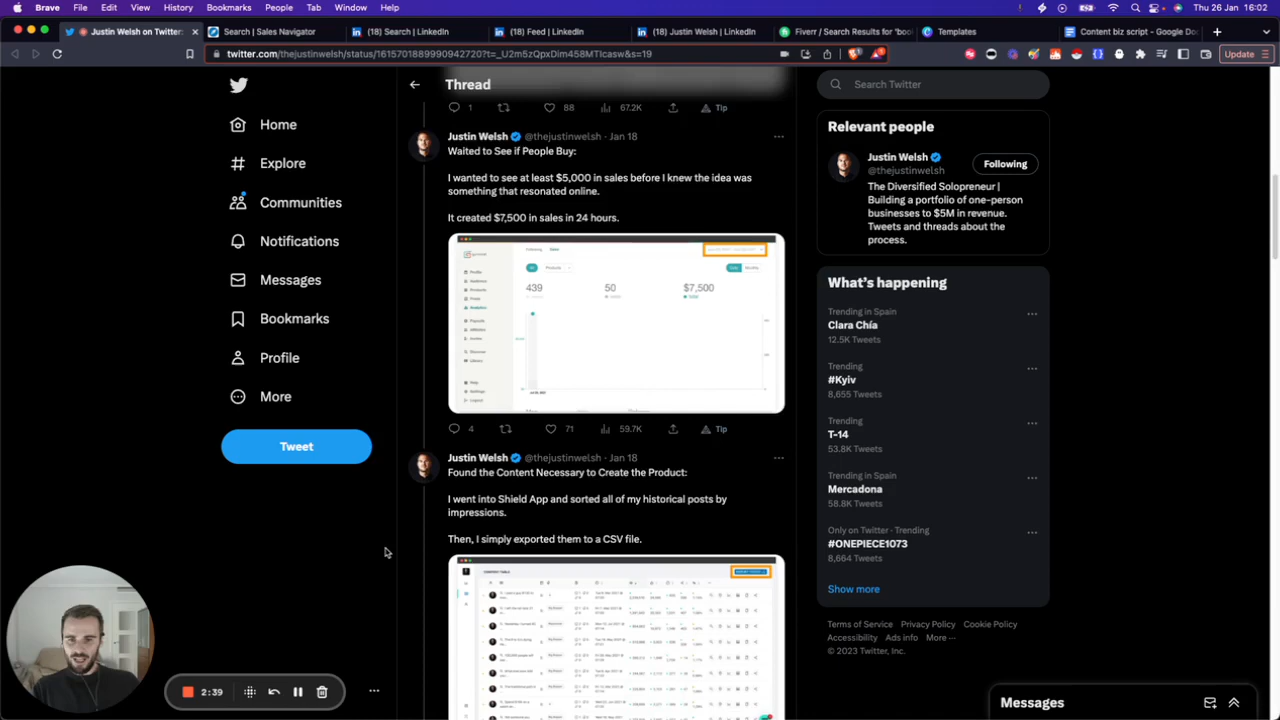 Brave File Edit View History Bookmarks People Tab Window Help Thu 26 Jan 19:10
Justin Welsh on Twitter:
Search | Sales Navigator
(18) Search | LinkedIn
(18) Feed | LinkedIn
(18) Justin Welsh | LinkedIn
Fiverr / Search Results for 'boo
Templates
Content biz script - Google Doc
twitter.com/thejustinwelsh/status/1615701889990942720?t=_U2m5zQpxDim458MTIcasw&s=19
Update
Home
Explore
Communities
Notifications
Messages
Bookmarks
Profile
More
Tweet
Thread
1
88
67.2K
Tip
Justin Welsh @thejustinwelsh · Jan 18
Waited to See if People Buy:
I wanted to see at least $5,000 in sales before I knew the idea was
something that resonated online.
It created $7,500 in sales in 24 hours.
439
50
$7,500
4
71
59.7K
Tip
Justin Welsh @thejustinwelsh · Jan 18
Found the Content Necessary to Create the Product:
I went into Shield App and sorted all of my historical posts by
impressions.
Then, I simply exported them to a CSV file.
Search Twitter
Relevant people
Justin Welsh
@thejustinwelsh
Following
The Diversified Solopreneur |
Building a portfolio of one-person
businesses to $5M in revenue.
Tweets and threads about the
process.
What's happening
Trending in Spain
Clara Chía
12.5K Tweets
Trending
#Kyiv
8,655 Tweets
Trending
T-14
53.8K Tweets
Trending in Spain
Mercadona
58.8K Tweets
Only on Twitter · Trending
#ONEPIECE1073
8,664 Tweets
Show more
Terms of Service Privacy Policy Cookie Policy
Accessibility Ads info More ···
© 2023 Twitter, Inc.
Messages
2:39